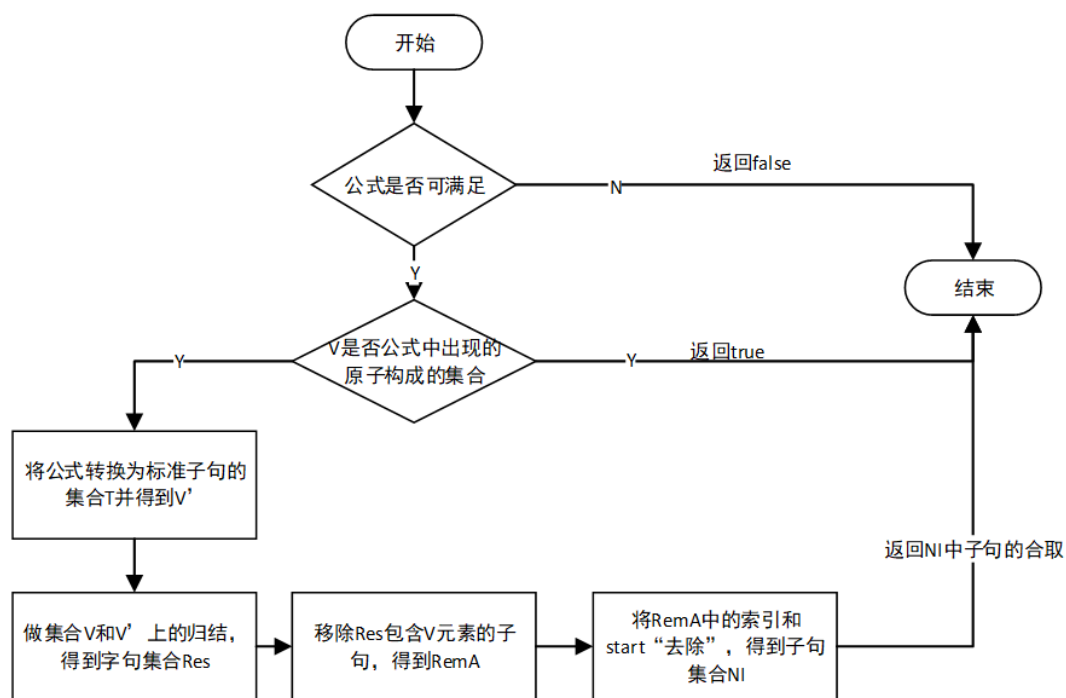 开始
公式是否可满足
N
返回false
Y
结束
V是否公式中出现的
原子构成的集合
Y
Y
返回true
将公式转换为标准子句的
集合T并得到V’
返回NI中子句的合取
做集合V和V’上的归结,
得到字句集合Res
移除Res包含V元素的子
句,得到RemA
将RemA中的索引和
start“去除”,得到子句
集合NI